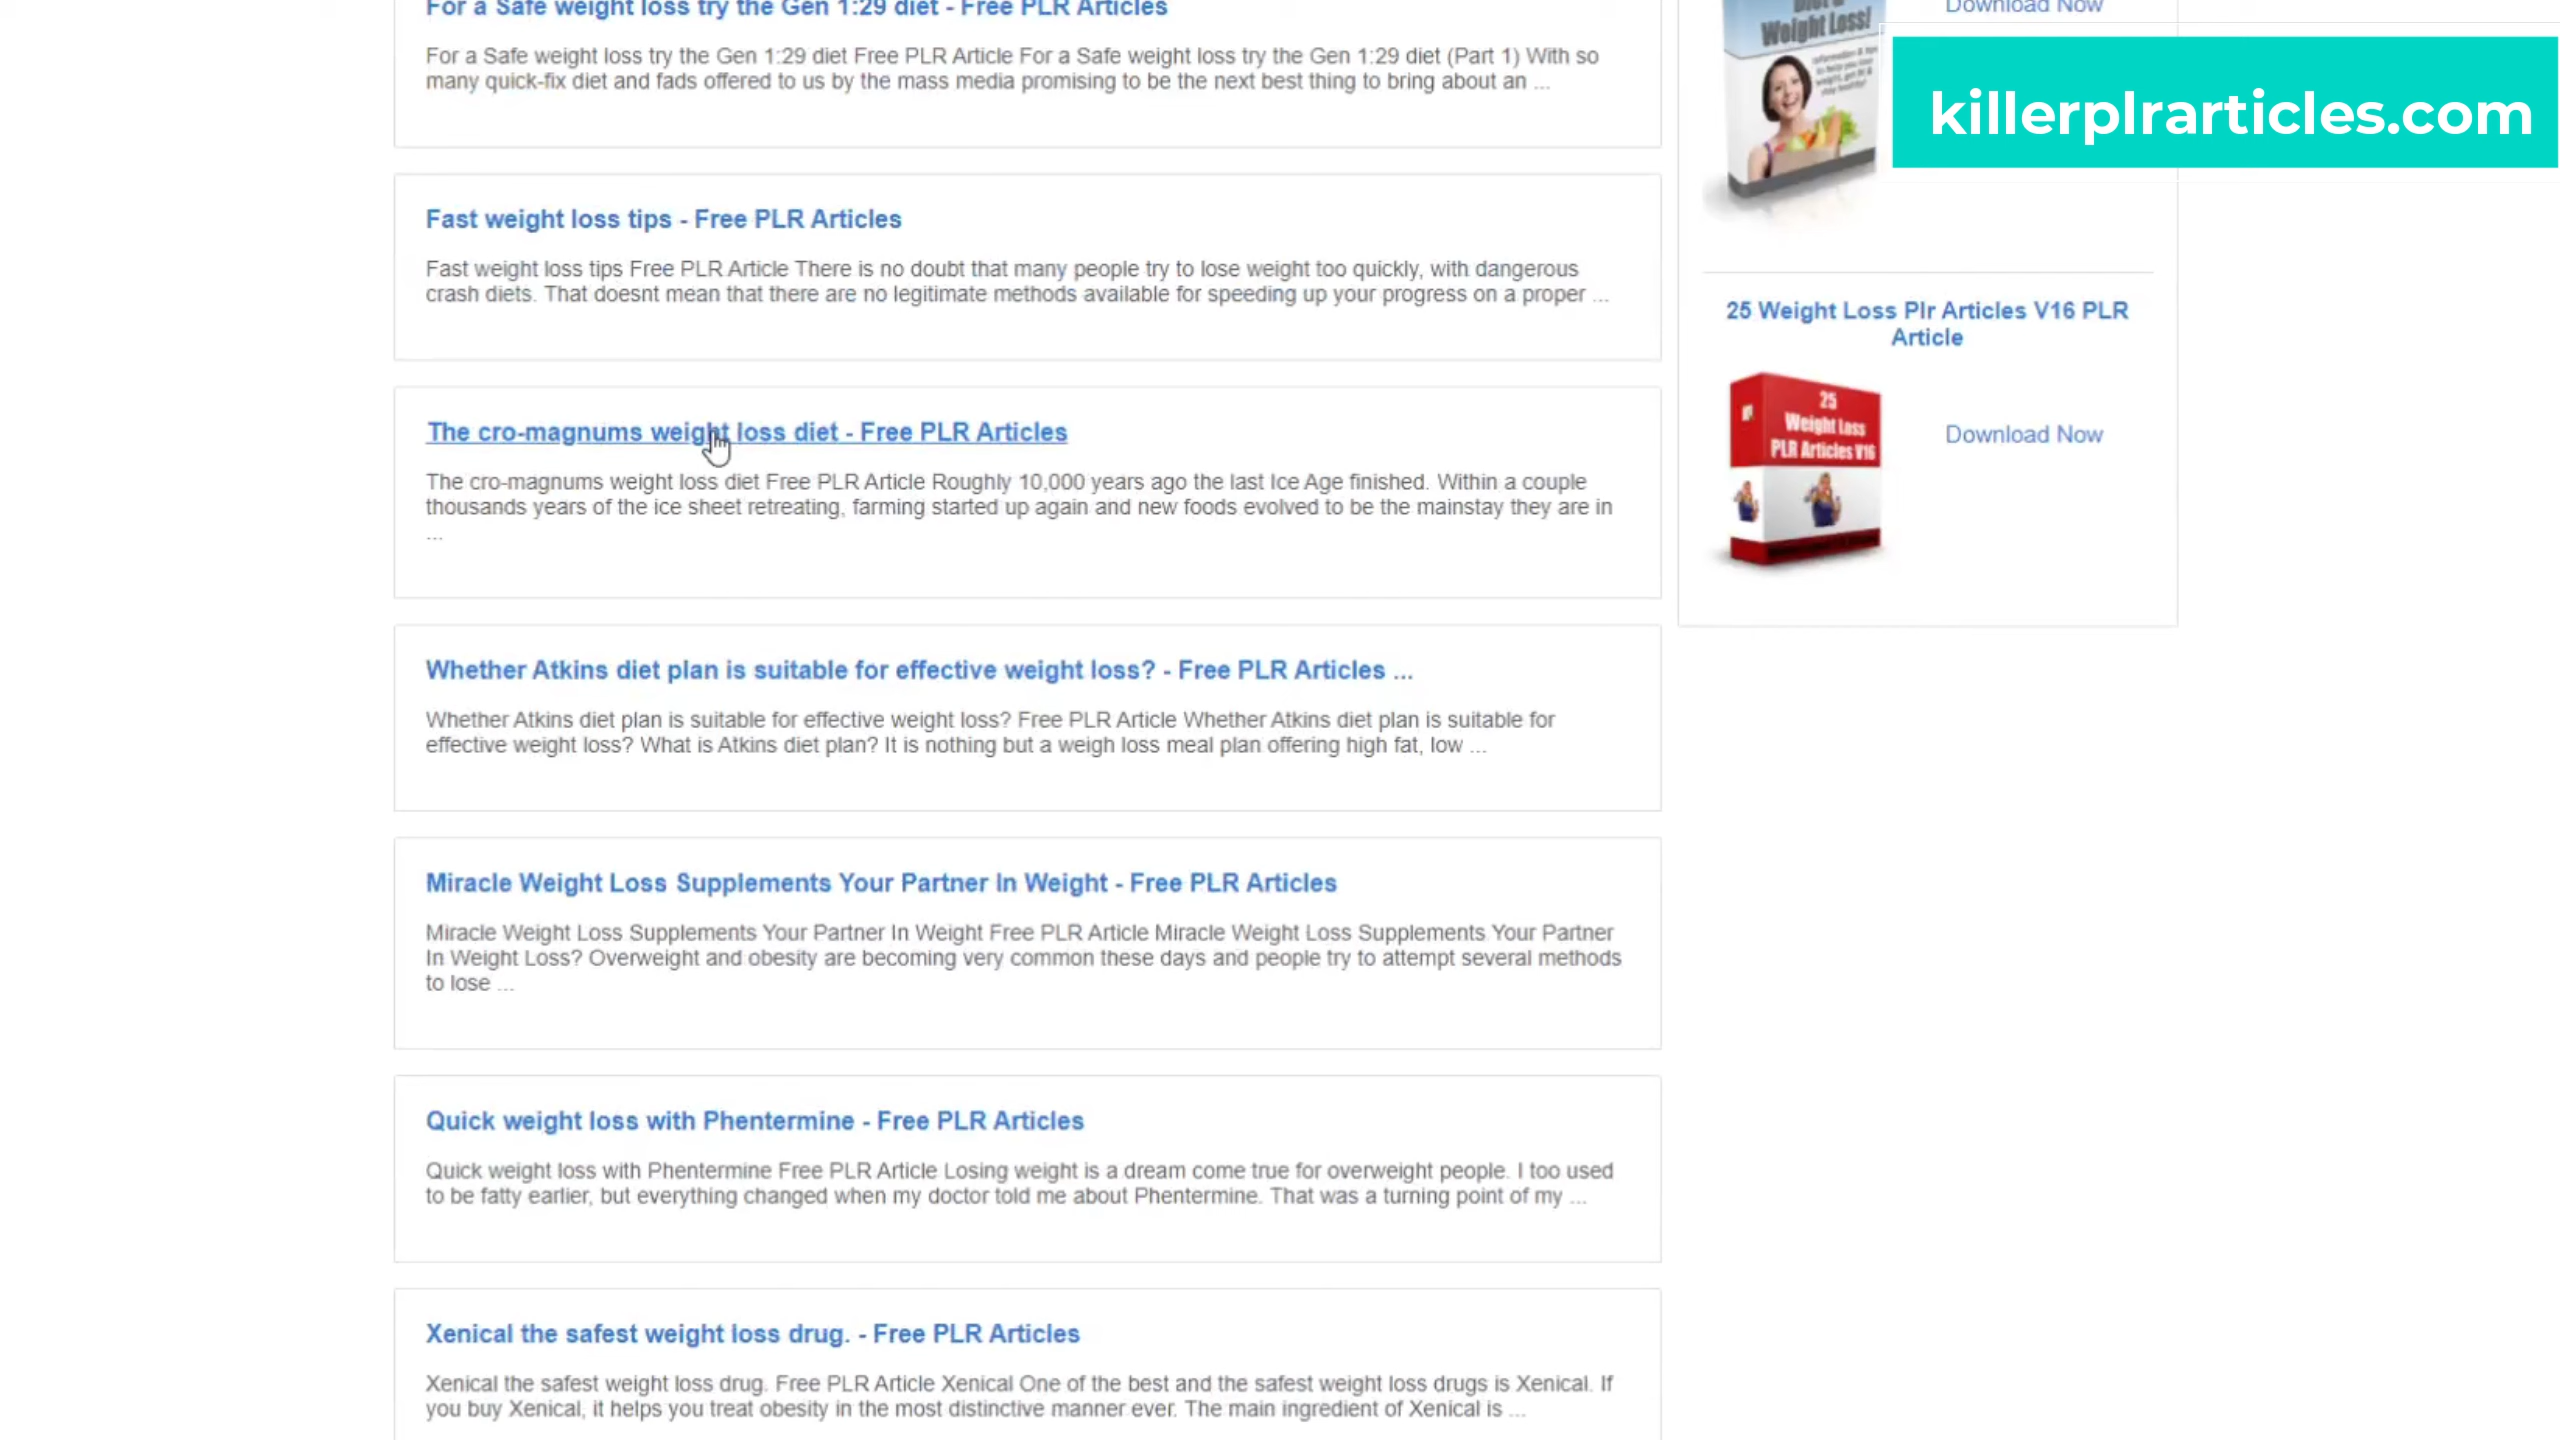 For a Safe weight loss try the Gen 1:29 diet - Free PLR Articles
For a Safe weight loss try the Gen 1:29 diet Free PLR Article For a Safe weight loss try the Gen 1:29 diet (Part 1) With so
many quick-fix diet and fads offered to us by the mass media promising to be the next best thing to bring about an ...
Fast weight loss tips - Free PLR Articles
Fast weight loss tips Free PLR Article There is no doubt that many people try to lose weight too quickly, with dangerous
crash diets. That doesnt mean that there are no legitimate methods available for speeding up your progress on a proper ...
The cro-magnums weight loss diet - Free PLR Articles
The cro-magnums weight loss diet Free PLR Article Roughly 10,000 years ago the last Ice Age finished. Within a couple
thousands years of the ice sheet retreating, farming started up again and new foods evolved to be the mainstay they are in
...
Whether Atkins diet plan is suitable for effective weight loss? - Free PLR Articles ...
Whether Atkins diet plan is suitable for effective weight loss? Free PLR Article Whether Atkins diet plan is suitable for
effective weight loss? What is Atkins diet plan? It is nothing but a weigh loss meal plan offering high fat, low ...
Miracle Weight Loss Supplements Your Partner In Weight - Free PLR Articles
Miracle Weight Loss Supplements Your Partner In Weight Free PLR Article Miracle Weight Loss Supplements Your Partner
In Weight Loss? Overweight and obesity are becoming very common these days and people try to attempt several methods
to lose ...
Quick weight loss with Phentermine - Free PLR Articles
Quick weight loss with Phentermine Free PLR Article Losing weight is a dream come true for overweight people. I too used
to be fatty earlier, but everything changed when my doctor told me about Phentermine. That was a turning point of my ...
Xenical the safest weight loss drug. - Free PLR Articles
Xenical the safest weight loss drug. Free PLR Article Xenical One of the best and the safest weight loss drugs is Xenical. If
you buy Xenical, it helps you treat obesity in the most distinctive manner ever. The main ingredient of Xenical is ...
Download Now
Weight Loss!
killerplrarticles.com
25 Weight Loss Plr Articles V16 PLR
Article
25
Weight Loss
PLR Articles V16
Download Now